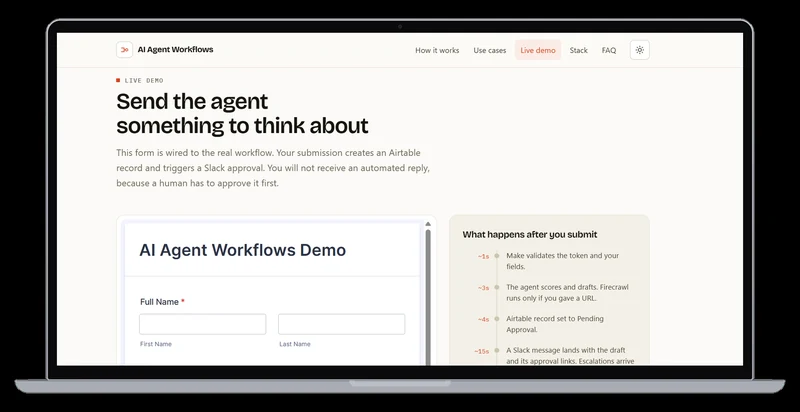 AI Agent Workflows
How it works
Use cases
Live demo
Stack
FAQ
LIVE DEMO
Send the agent
something to think about
This form is wired to the real workflow. Your submission creates an Airtable
record and triggers a Slack approval. You will not receive an automated reply,
because a human has to approve it first.
AI Agent Workflows Demo
Full Name *
First Name
Last Name
What happens after you submit
~1s
Make validates the token and your
fields.
~3s
The agent scores and drafts. Firecrawl
runs only if you gave a URL.
~4s
Airtable record set to Pending
Approval.
~15s
A Slack message lands with the draft
and its approval links. Escalations arrive